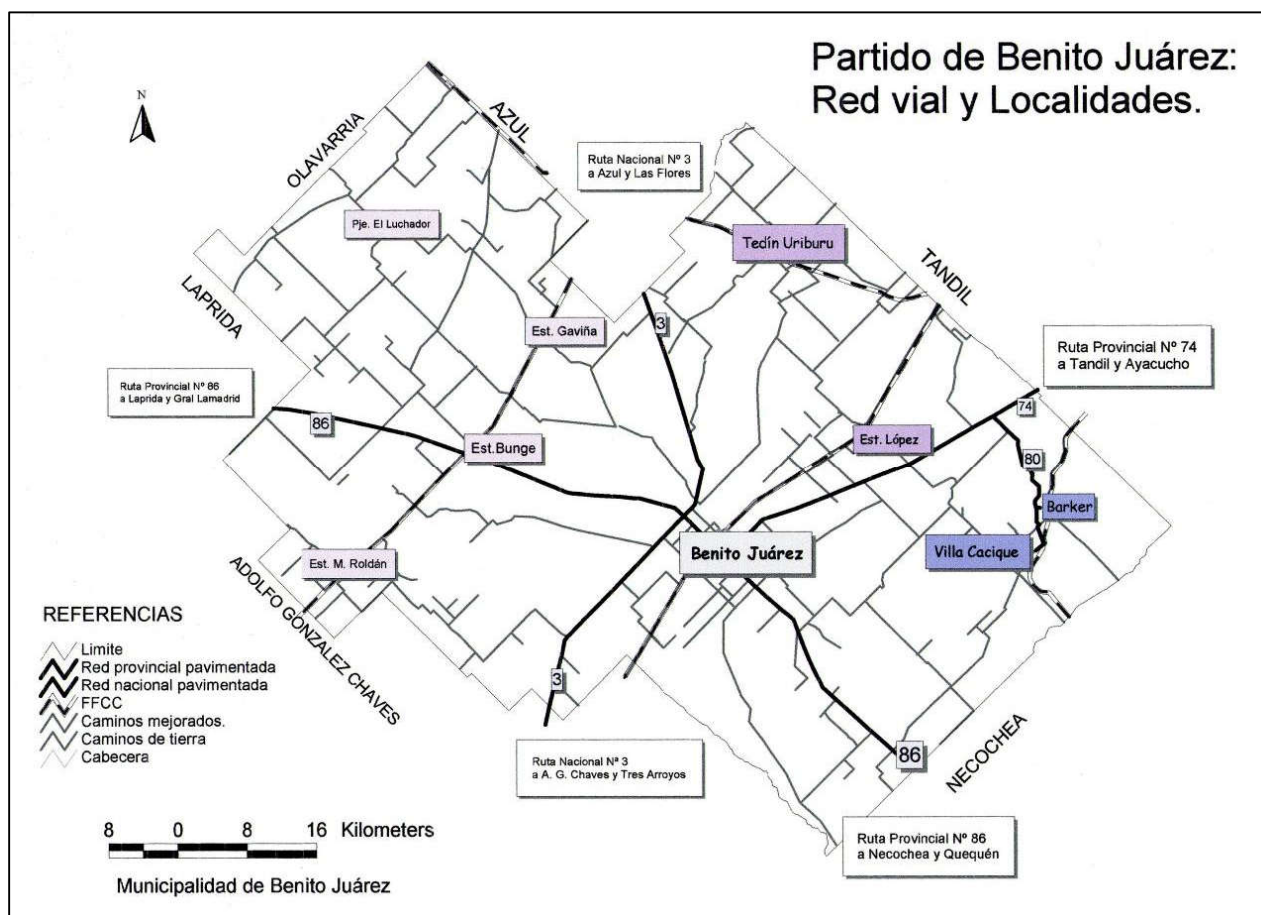 Partido de Benito Juárez:
Red vial y Localidades.
N
OLAVARRIA
AZUL
Ruta Nacional Nº 3
a Azul y Las Flores
Pje. El Luchador
Tedín Uriburu
TANDIL
LAPRIDA
Est. Gaviña
3
Ruta Provincial Nº 74
a Tandil y Ayacucho
Ruta Provincial Nº 86
a Laprida y Gral Lamadrid
86
74
Est.Bunge
Est. López
80
Barker
Benito Juárez
Villa Cacique
Est. M. Roldán
ADOLFO GONZALEZ CHAVES
REFERENCIAS
Limite
Red provincial pavimentada
Red nacional pavimentada
FFCC
Caminos mejorados.
Caminos de tierra
Cabecera
3
86
NECOCHEA
Ruta Nacional Nª 3
a A. G. Chaves y Tres Arroyos
Ruta Provincial Nº 86
a Necochea y Quequén
8 0 8 16 Kilometers
Municipalidad de Benito Juárez